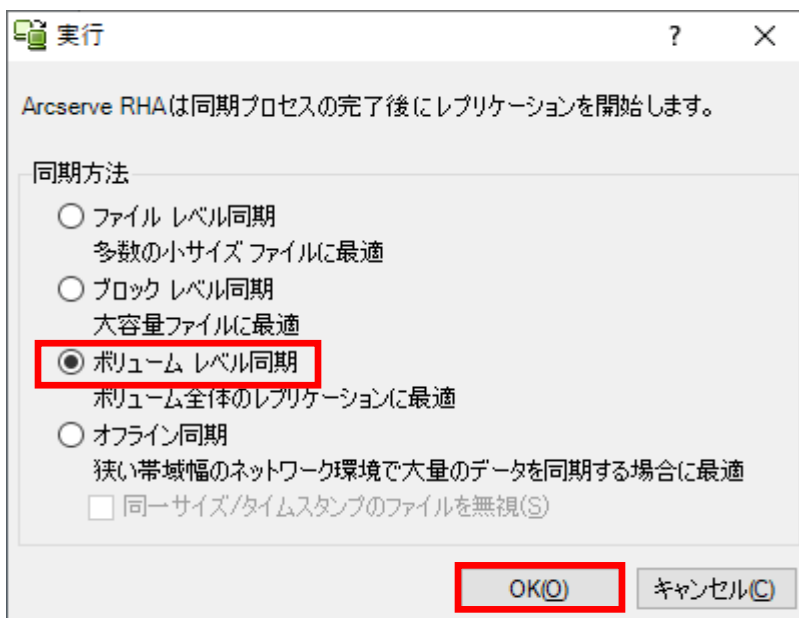 実行
?
Arcserve RHAは同期プロセスの完了後にレプリケーションを開始します。
同期方法
ファイル レベル同期
多数の小サイズ ファイルに最適
ブロック レベル同期
大容量ファイルに最適
ボリューム レベル同期
ボリューム全体のレプリケーションに最適
オフライン同期
狭い帯域幅のネットワーク環境で大量のデータを同期する場合に最適
同一サイズ/タイムスタンプのファイルを無視(S)
OK(O) キャンセル(C)